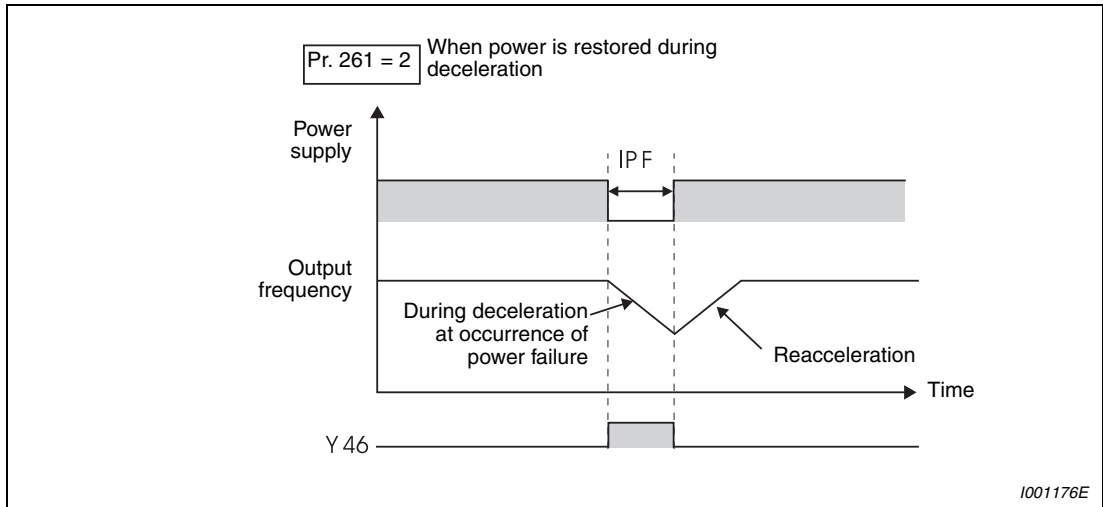 Pr. 261 = 2
When power is restored during
deceleration
Power
supply
IPF
Output
frequency
During deceleration
at occurrence of
power failure
Reacceleration
Time
Y46
I001176E